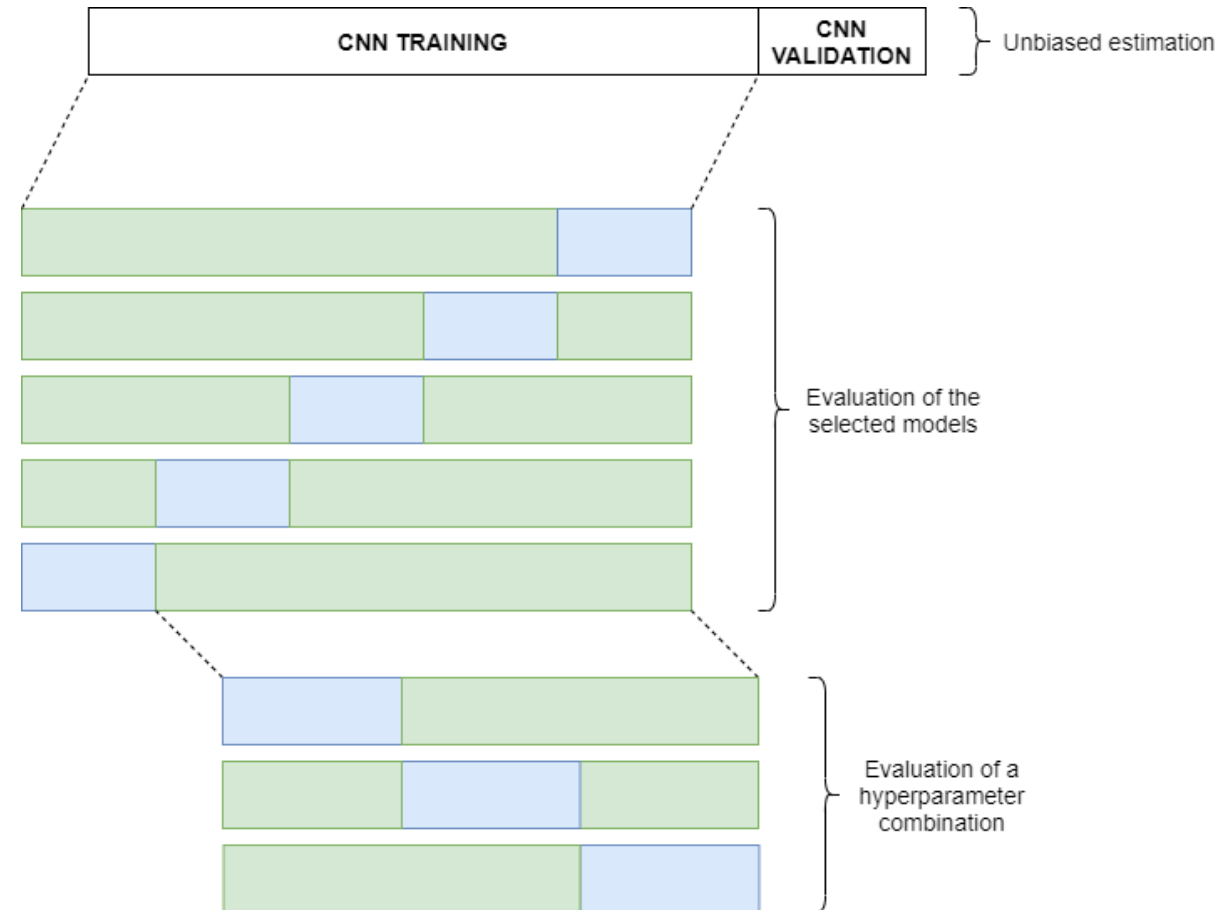 CNN TRAINING
CNN
VALIDATION
Unbiased estimation
Evaluation of the
selected models
Evaluation of a
hyperparameter
combination